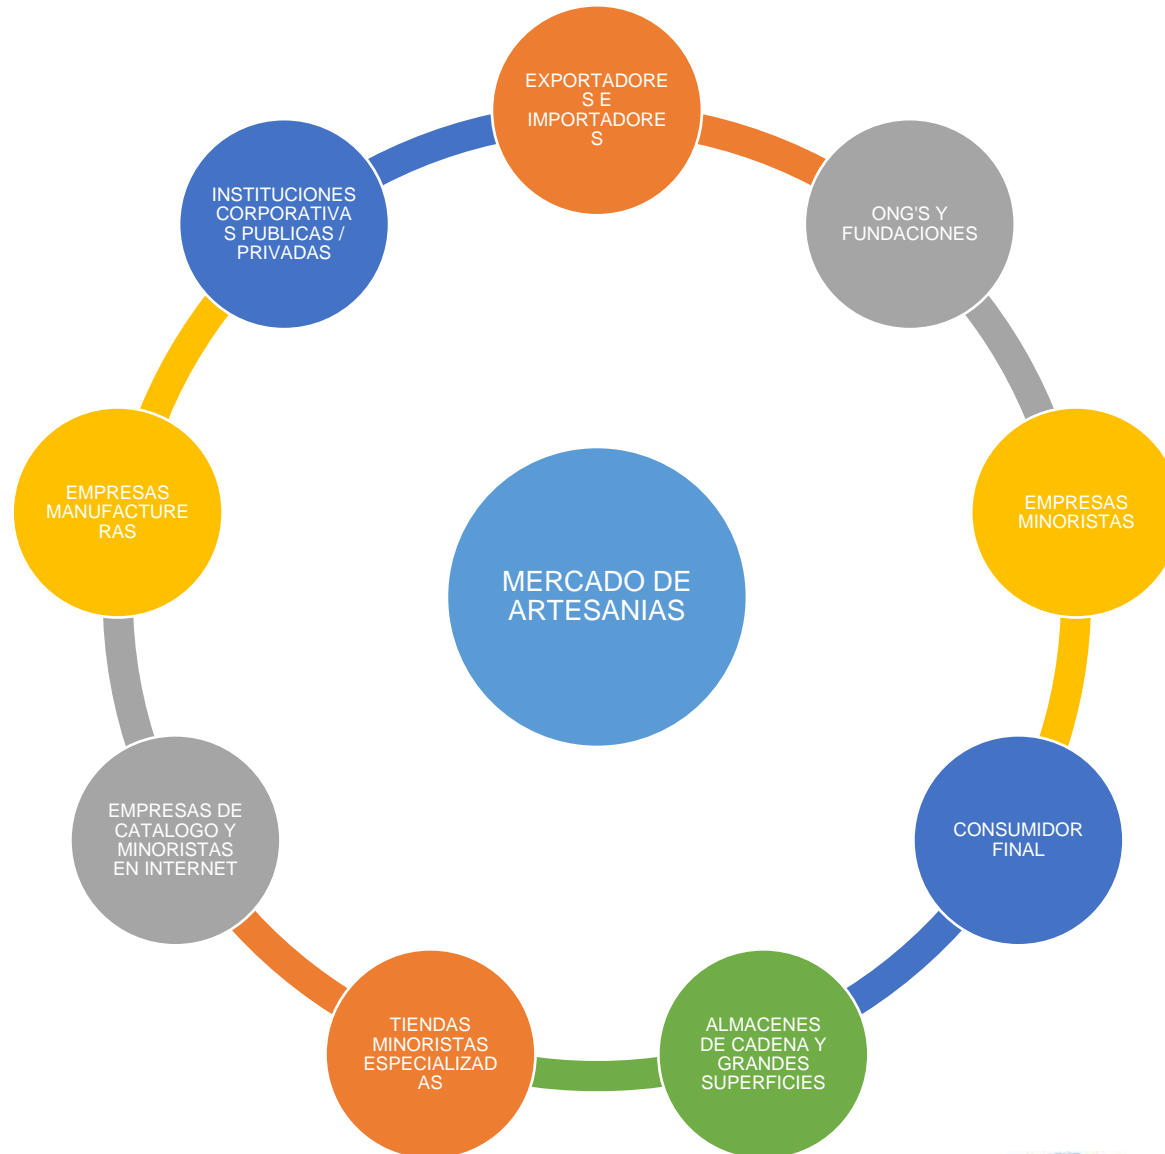 EXPORTADORE
S E
IMPORTADORE
S
ONG'S Y
FUNDACIONES
EMPRESAS
MINORISTAS
CONSUMIDOR
FINAL
ALMACENES
DE CADENA Y
GRANDES
SUPERFICIES
TIENDAS
MINORISTAS
ESPECIALIZAD
AS
EMPRESAS DE
CATALOGO Y
MINORISTAS
EN INTERNET
EMPRESAS
MANUFACTURE
RAS
INSTITUCIONES
CORPORATIVA
S PUBLICAS /
PRIVADAS
MERCADO DE
ARTESANIAS